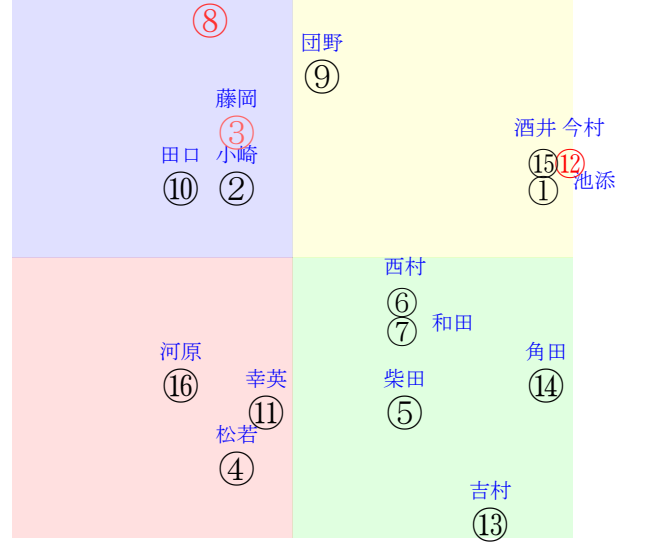 ⑧
団野
⑨
藤岡
③
酒井 今村
田口 小崎
⑮⑫
池添
⑩ ② ①
西村
⑥
⑦ 和田
河原 角田
幸英 柴田
⑯ ⑭
⑪ ⑤
松若
④
吉村
⑬